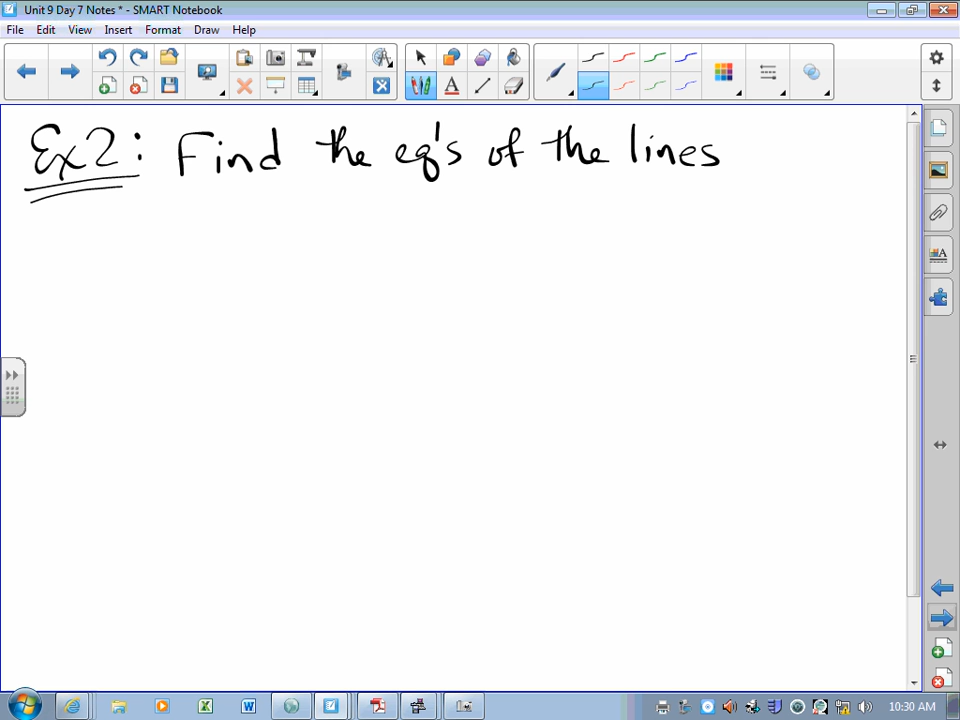 Unit 9 Day 7 Notes * - SMART Notebook
File Edit View Insert Format Draw Help
Ex2: Find the eq's of the lines
10:30 AM